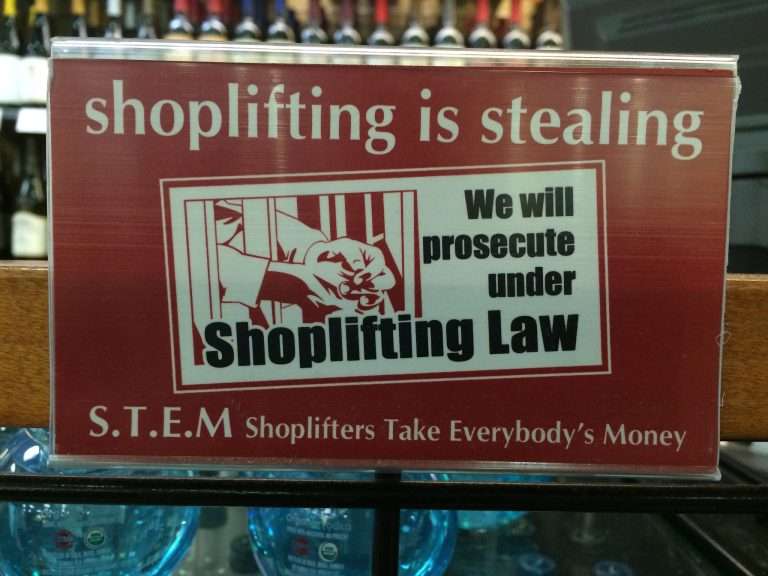 shoplifting is stealing
We will
prosecute
under
Shoplifting Law
S.T.E.M Shoplifters Take Everybody's Money